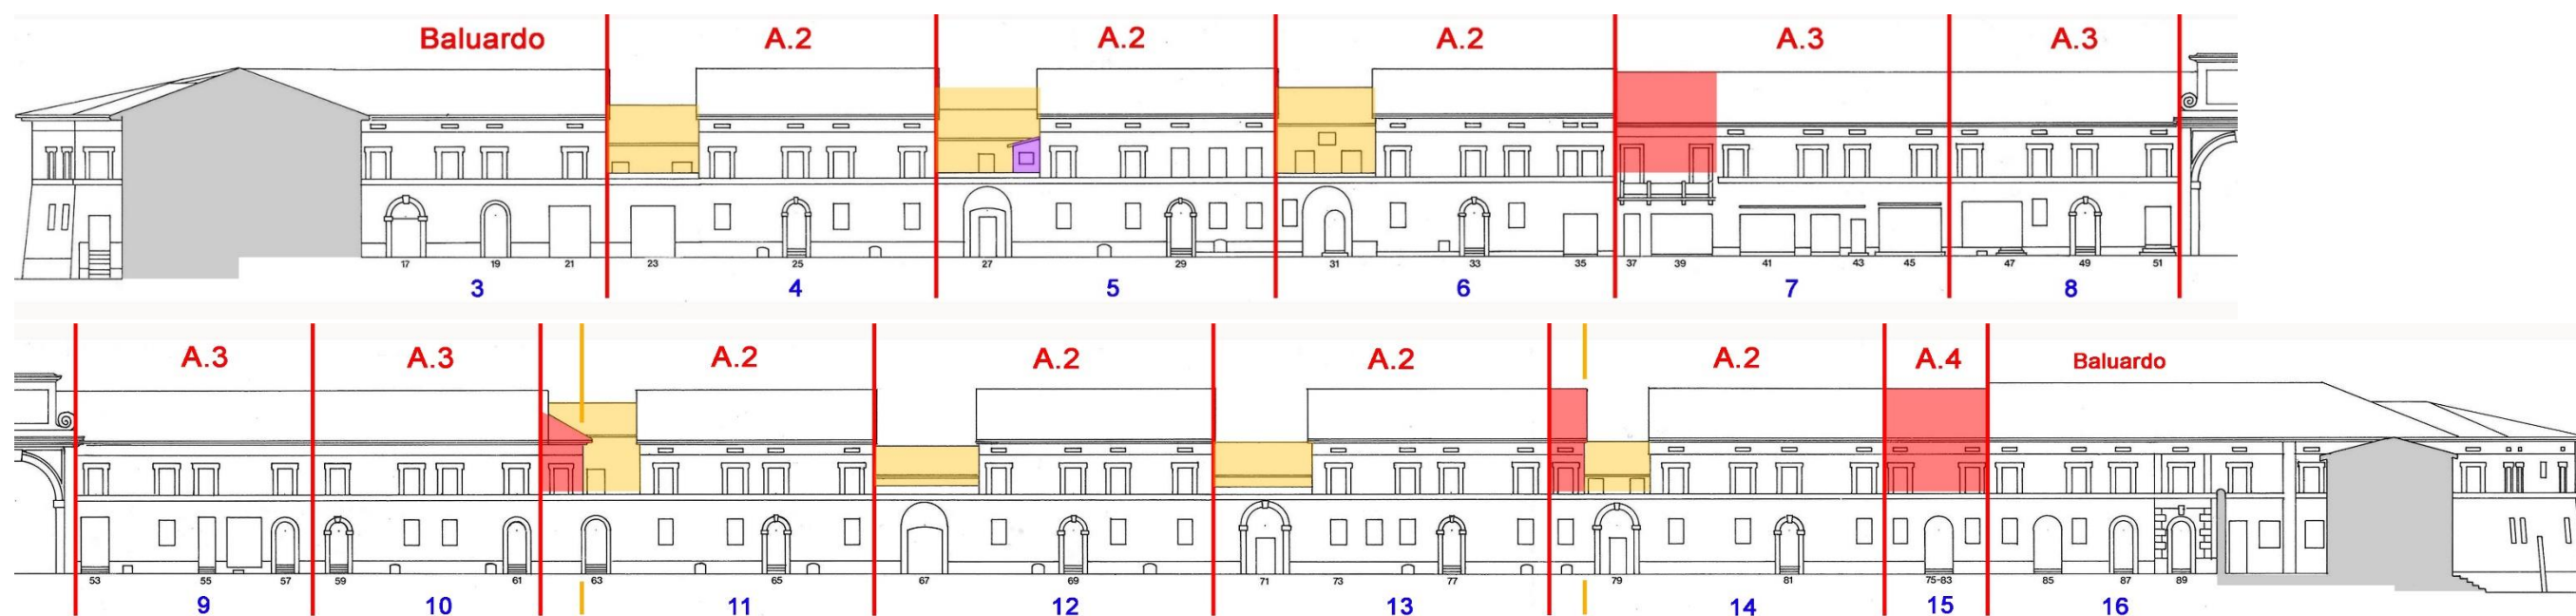 Baluardo A.2 A.2 A.2 A.3 A.3
17 19 21 23 25 27 29 31 33 35 37 39 41 43 45 47 49 51
3 4 5 6 7 8
A.3 A.3 A.2 A.2 A.2 A.2 A.4 Baluardo
53 55 57 59 61 63 65 67 69 71 73 77 79 81 75-83 85 87 89
9 10 11 12 13 14 15 16